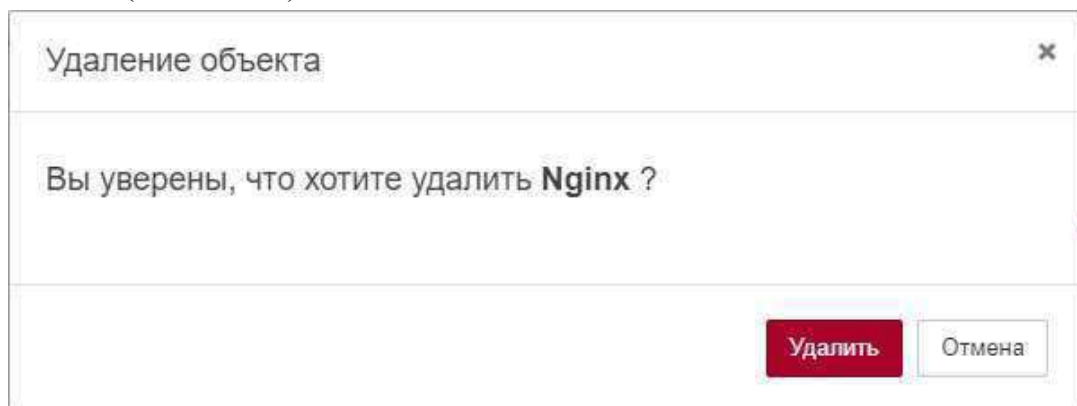 Удаление объекта ×
Вы уверены, что хотите удалить Nginx ?
Удалить Отмена